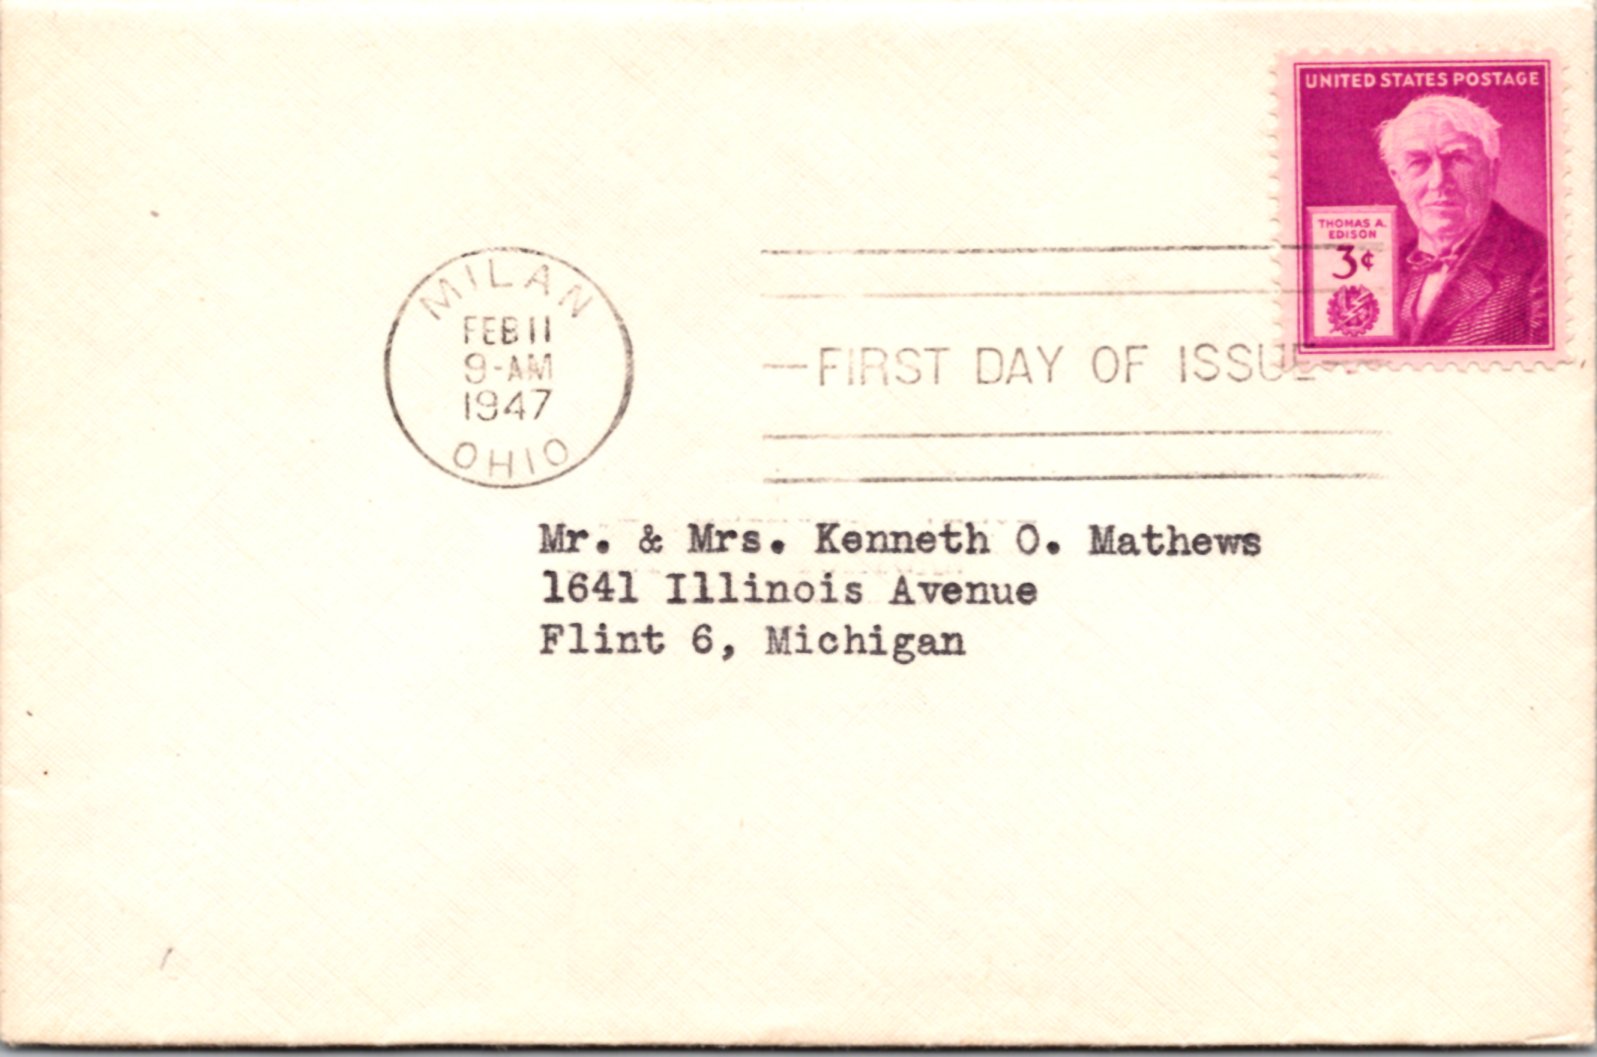 UNITED STATES POSTAGE
THOMAS A.
EDISON
3¢
MILAN
FEB 11
9-AM
1947
OHIO
—FIRST DAY OF ISSUE—
Mr. & Mrs. Kenneth O. Mathews
1641 Illinois Avenue
Flint 6, Michigan